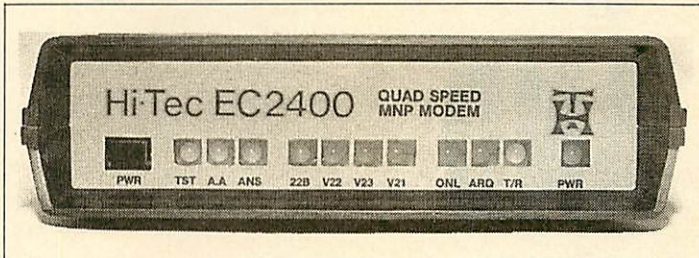 Hi·Tec EC2400
QUAD SPEED
MNP MODEM
PWR TST A.A ANS 22B V22 V23 V21 ONL ARQ T/R PWR